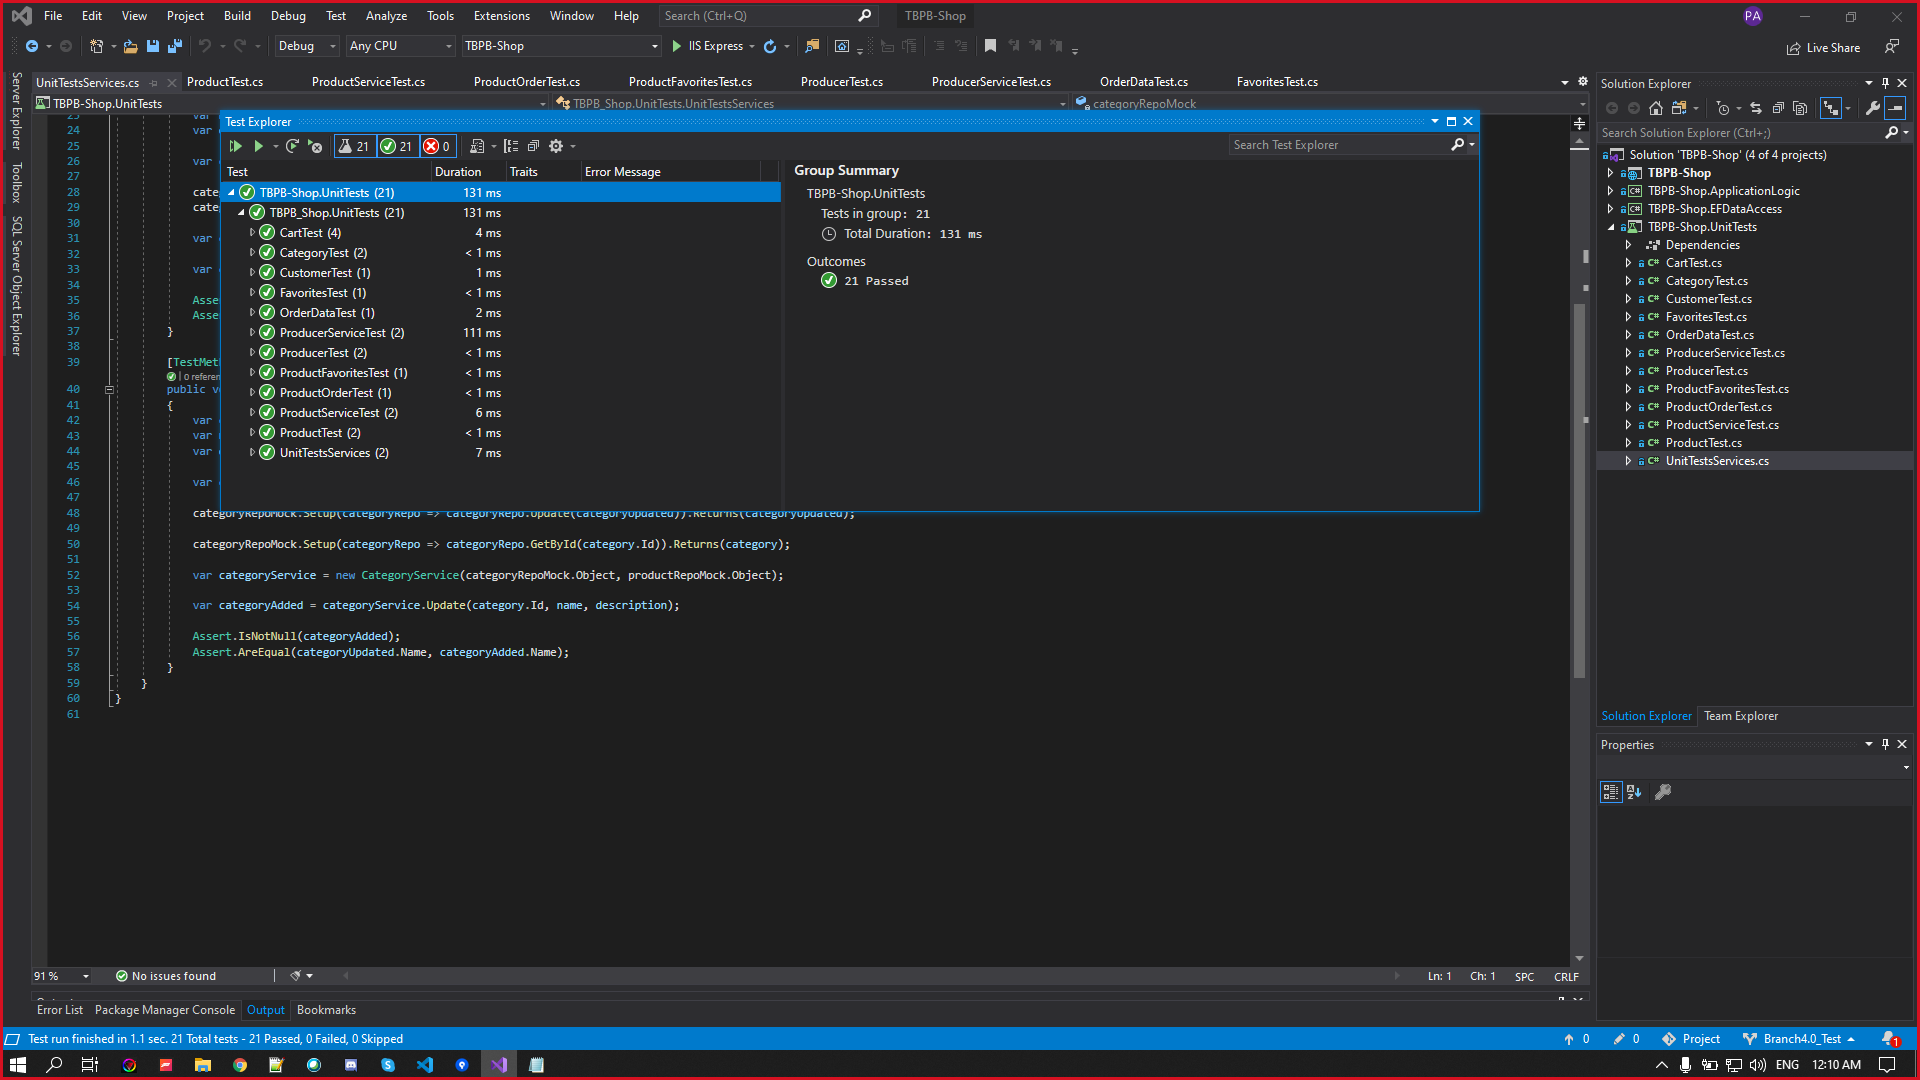 File Edit View Project Build Debug Test Analyze Tools Extensions Window Help Search (Ctrl+Q) TBPB-Shop PA
Debug Any CPU TBPB-Shop IIS Express Live Share
Server Explorer
Toolbox
SQL Server Object Explorer
UnitTestsServices.cs ProductTest.cs ProductServiceTest.cs ProductOrderTest.cs ProductFavoritesTest.cs ProducerTest.cs ProducerServiceTest.cs OrderDataTest.cs FavoritesTest.cs
TBPB-Shop.UnitTests TBPB_Shop.UnitTests.UnitTestsServices categoryRepoMock
Test Explorer
21 21 0 Search Test Explorer
Test Duration Traits Error Message
TBPB-Shop.UnitTests (21) 131 ms
TBPB_Shop.UnitTests (21) 131 ms
CartTest (4) 4 ms
CategoryTest (2) < 1 ms
CustomerTest (1) 1 ms
FavoritesTest (1) < 1 ms
OrderDataTest (1) 2 ms
ProducerServiceTest (2) 111 ms
ProducerTest (2) < 1 ms
ProductFavoritesTest (1) < 1 ms
ProductOrderTest (1) < 1 ms
ProductServiceTest (2) 6 ms
ProductTest (2) < 1 ms
UnitTestsServices (2) 7 ms
Group Summary
TBPB-Shop.UnitTests
Tests in group: 21
Total Duration: 131 ms
Outcomes
21 Passed
24 var
25
26 var
27
28 cate
29 cate
30
31 var
32
33 var
34
35 Asse
36 Asse
37 }
38
39 [TestMet
0 referen
40 public v
41 {
42 var
43 var
44 var
45
46 var
47
48 categoryRepoMock.Setup(categoryRepo => categoryRepo.Update(categoryUpdated)).Returns(categoryUpdated);
49
50 categoryRepoMock.Setup(categoryRepo => categoryRepo.GetById(category.Id)).Returns(category);
51
52 var categoryService = new CategoryService(categoryRepoMock.Object, productRepoMock.Object);
53
54 var categoryAdded = categoryService.Update(category.Id, name, description);
55
56 Assert.IsNotNull(categoryAdded);
57 Assert.AreEqual(categoryUpdated.Name, categoryAdded.Name);
58 }
59 }
60 }
61
91 % No issues found Ln: 1 Ch: 1 SPC CRLF
Error List Package Manager Console Output Bookmarks
Solution Explorer
Search Solution Explorer (Ctrl+;)
Solution 'TBPB-Shop' (4 of 4 projects)
TBPB-Shop
TBPB-Shop.ApplicationLogic
TBPB-Shop.EFDataAccess
TBPB-Shop.UnitTests
Dependencies
C# CartTest.cs
C# CategoryTest.cs
C# CustomerTest.cs
C# FavoritesTest.cs
C# OrderDataTest.cs
C# ProducerServiceTest.cs
C# ProducerTest.cs
C# ProductFavoritesTest.cs
C# ProductOrderTest.cs
C# ProductServiceTest.cs
C# ProductTest.cs
C# UnitTestsServices.cs
Solution Explorer Team Explorer
Properties
Test run finished in 1.1 sec. 21 Total tests - 21 Passed, 0 Failed, 0 Skipped 0 0 Project Branch4.0_Test 1
ENG 12:10 AM